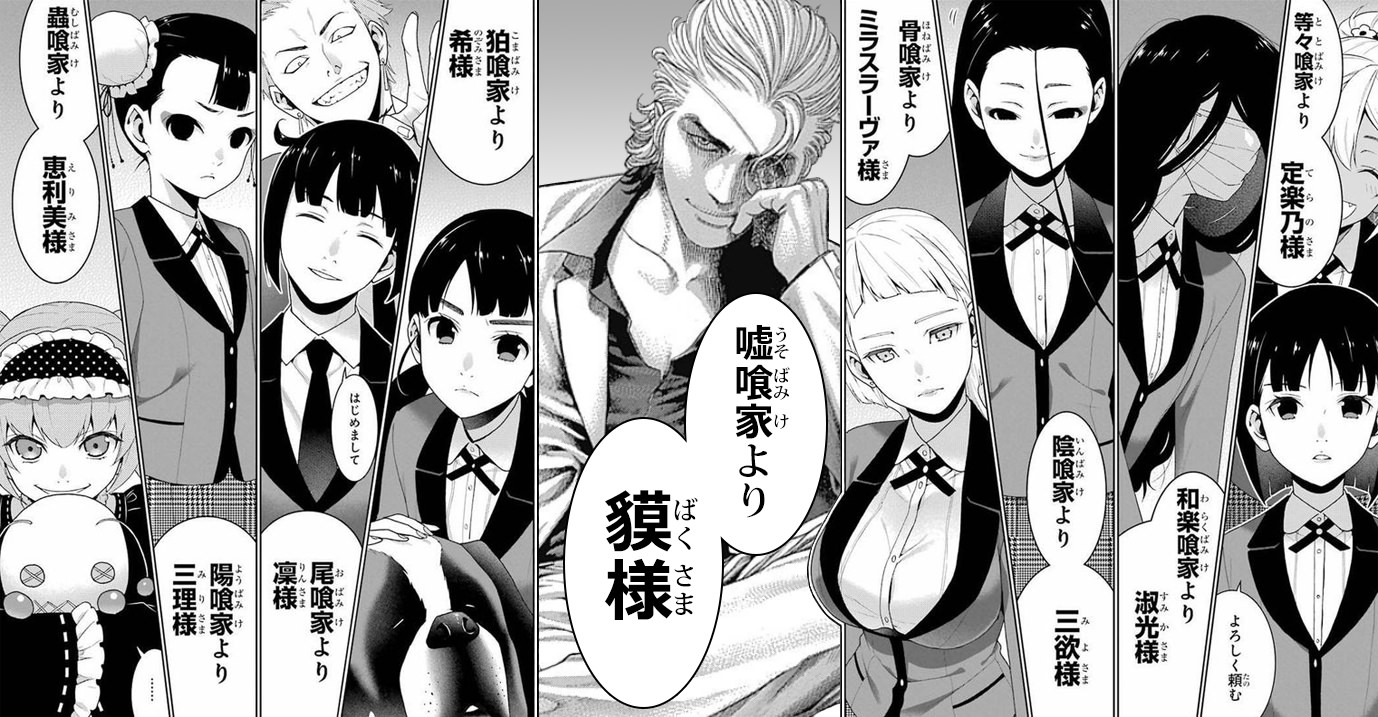 等々喰家より
定楽乃様
よろしく頼む
和楽喰家より
淑光様
骨喰家より
ミラスラーヴァ様
陰喰家より
三欲様
嘘喰家より
貘様
狛喰家より
希様
はじめまして
尾喰家より
凜様
陽喰家より
三理様
蟲喰家より
恵利美様
……